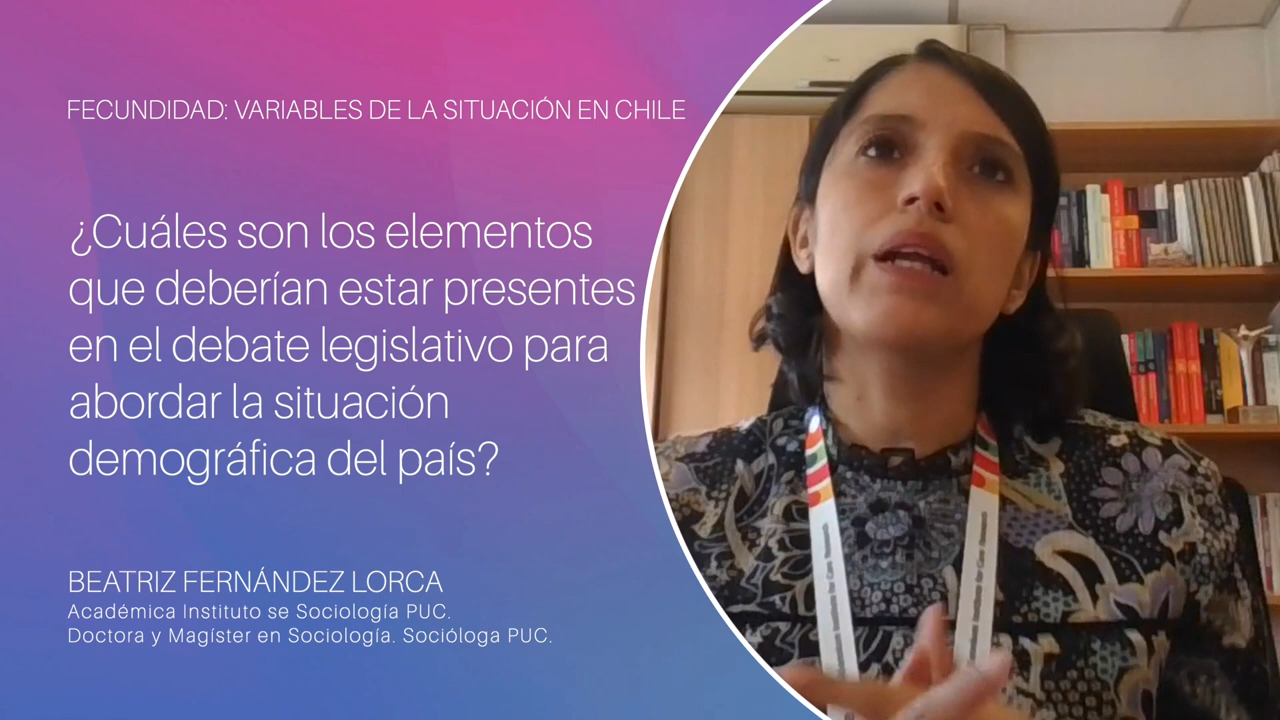 FECUNDIDAD: VARIABLES DE LA SITUACIÓN EN CHILE
¿Cuáles son los elementos
que deberían estar presentes
en el debate legislativo para
abordar la situación
demográfica del país?
BEATRIZ FERNÁNDEZ LORCA
Académica Instituto se Sociología PUC.
Doctora y Magíster en Sociología. Socióloga PUC.